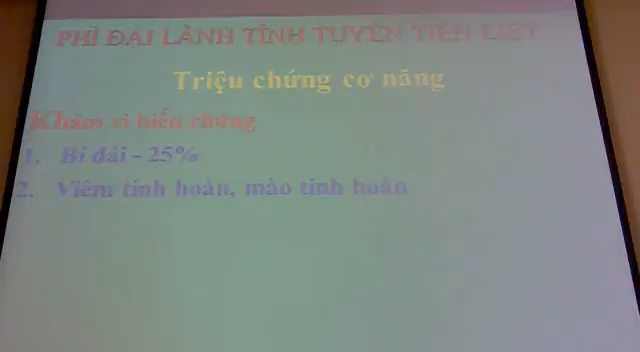 PHÌ ĐẠI LÀNH TÍNH TUYẾN TIỀN LIỆT
Triệu chứng cơ năng
Khám vì biến chứng
1. Bí đái - 25%
2. Viêm tinh hoàn, mào tinh hoàn